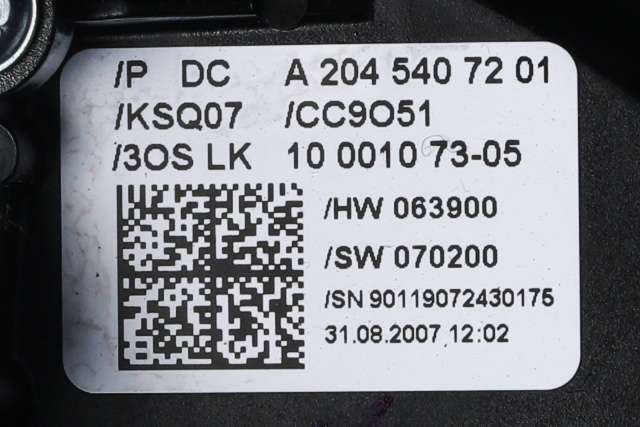 /P DC A 204 540 72 01
/KSQ07 /CC9O51
/3OS LK 10 0010 73-05
/HW 063900
/SW 070200
/SN 90119072430175
31.08.2007 12:02